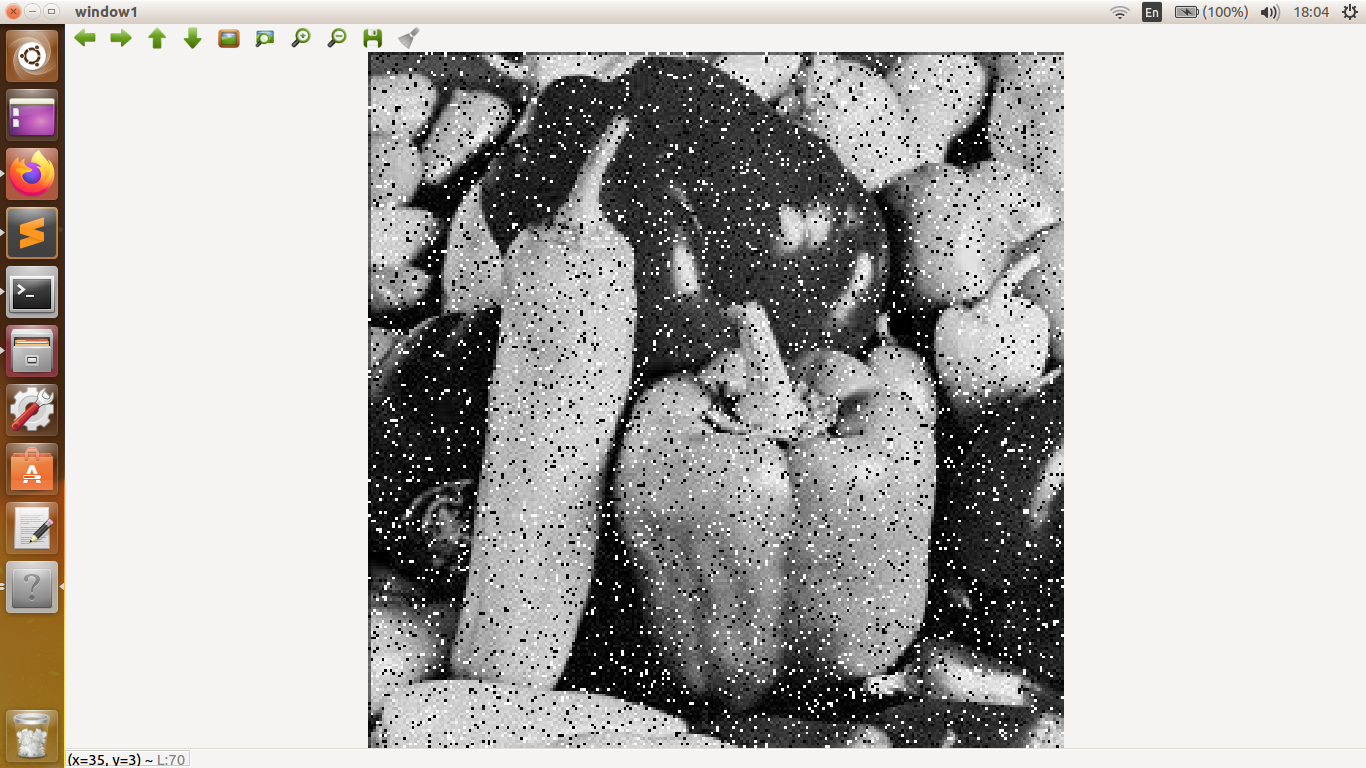 window1
En
(100%)
18:04
(x=35, y=3) ~ L:70